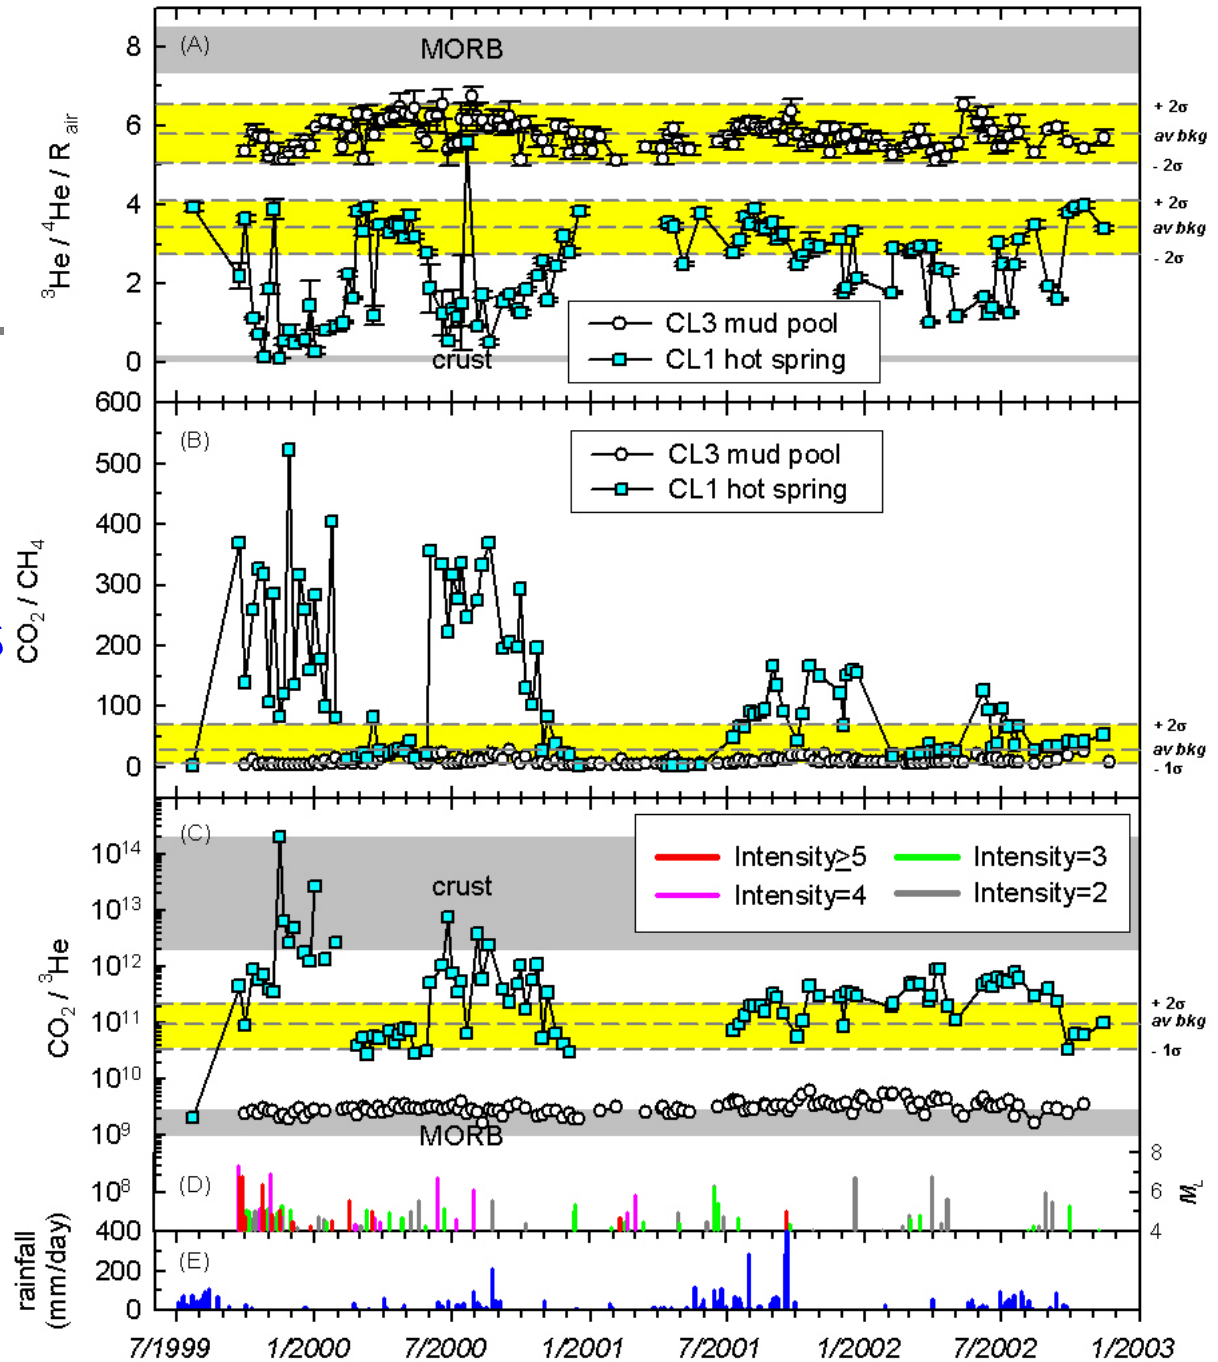 (A)
MORB
8
6
4
2
0
³He / ⁴He / R air
+ 2σ
av bkg
- 2σ
+ 2σ
av bkg
- 2σ
CL3 mud pool
CL1 hot spring
crust
600
(B)
500
400
300
200
100
0
CO₂ / CH₄
CL3 mud pool
CL1 hot spring
+ 2σ
av bkg
- 1σ
(C)
10¹⁴
10¹³
10¹²
10¹¹
10¹⁰
10⁹
10⁸
CO₂ / ³He
crust
Intensity≥5
Intensity=3
Intensity=4
Intensity=2
+ 2σ
av bkg
- 1σ
MORB
(D)
8
6
4
M_L
400
(E)
200
0
rainfall
(mm/day)
7/1999 1/2000 7/2000 1/2001 7/2001 1/2002 7/2002 1/2003